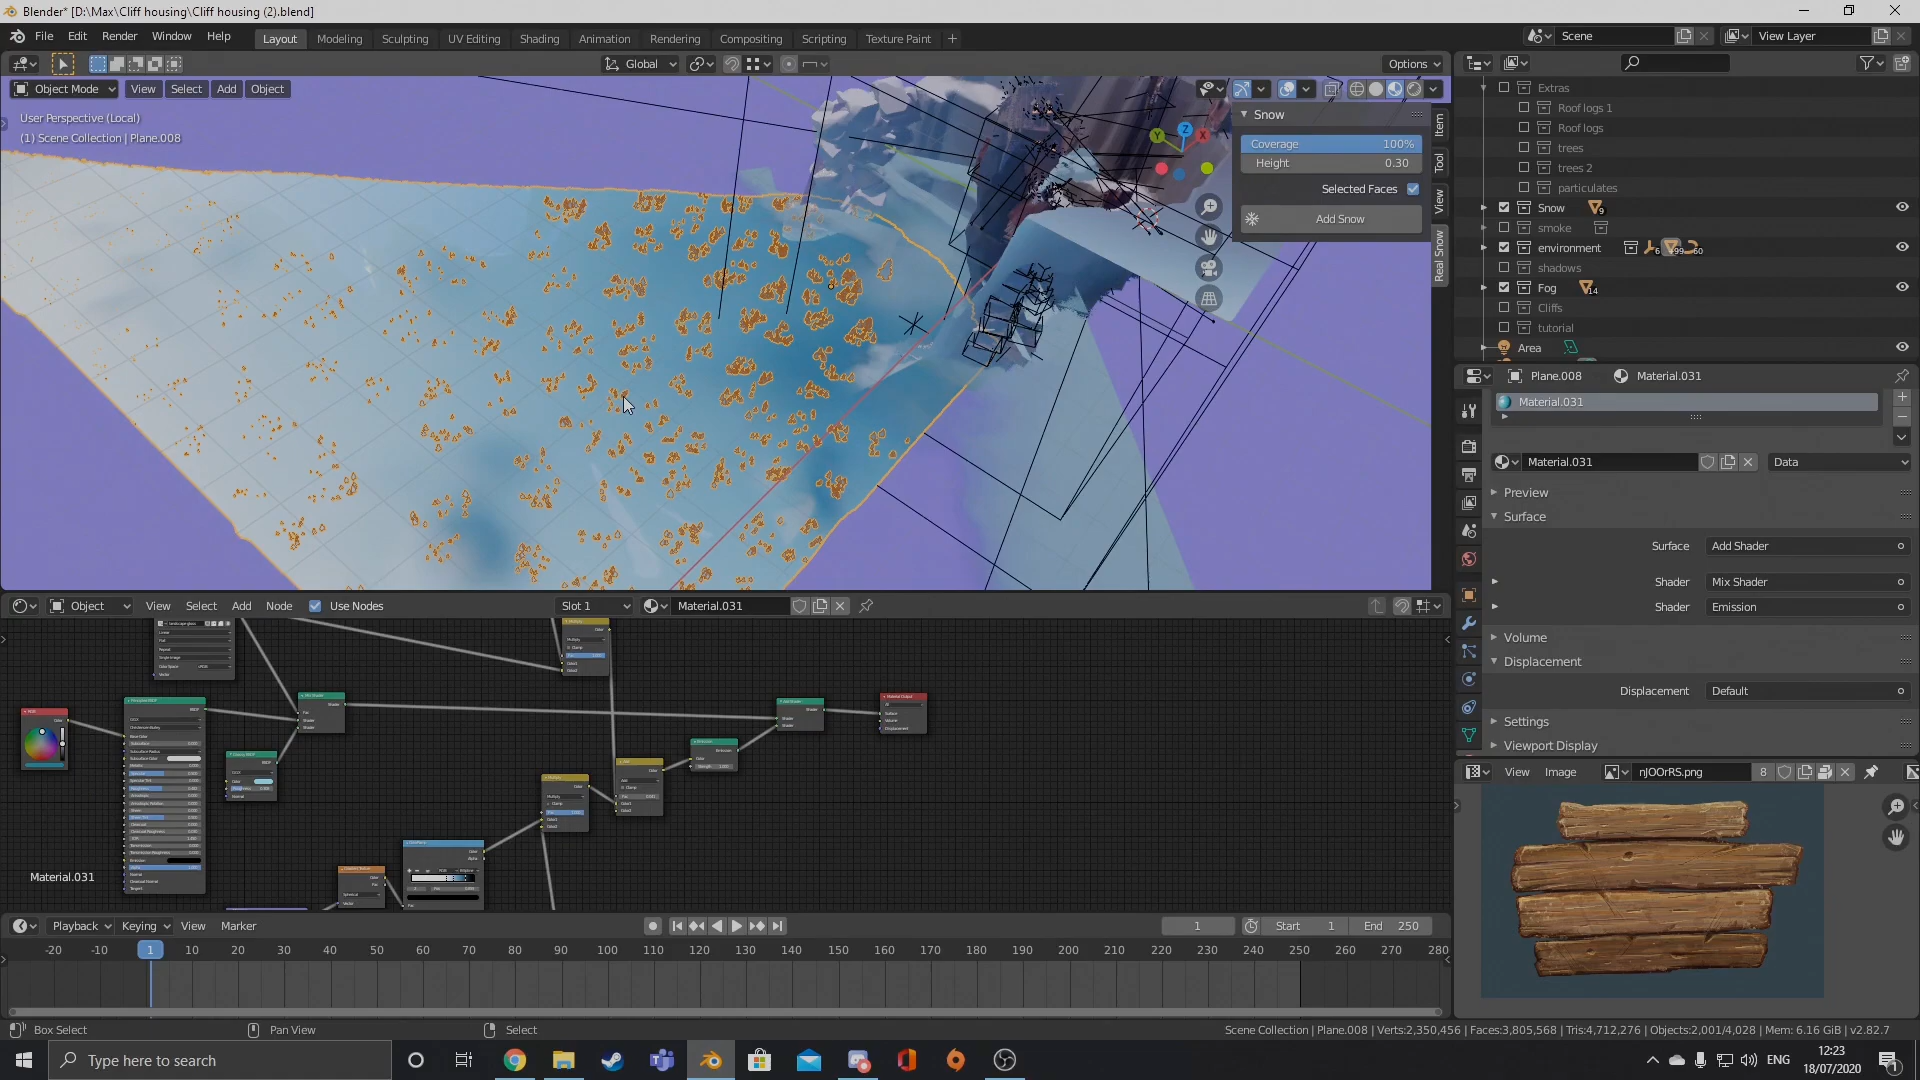 Blender* [D:\Max\Cliff housing\Cliff housing (2).blend]
File Edit Render Window Help
Layout Modeling Sculpting UV Editing Shading Animation Rendering Compositing Scripting Texture Paint +
Scene
View Layer
Global
Options
Object Mode View Select Add Object
User Perspective (Local)
(1) Scene Collection | Plane.008
Snow
Coverage 100%
Height 0.30
Selected Faces
Add Snow
Item
Tool
View
Real Snow
X
Y
Z
Extras
Roof logs 1
Roof logs
trees
trees 2
particulates
Snow 9
smoke
environment 6 99 60
shadows
Fog 14
Cliffs
tutorial
Area
Plane.008 Material.031
Material.031
Material.031 Data
Preview
Surface
Surface Add Shader
Shader Mix Shader
Shader Emission
Volume
Displacement
Displacement Default
Settings
Viewport Display
Object View Select Add Node Use Nodes Slot 1 Material.031
Material.031
View Image nJOOrRS.png 8
Playback Keying View Marker
1 Start 1 End 250
-20 -10 1 10 20 30 40 50 60 70 80 90 100 110 120 130 140 150 160 170 180 190 200 210 220 230 240 250 260 270 280
Box Select Pan View Select
Scene Collection | Plane.008 | Verts:2,350,456 | Faces:3,805,568 | Tris:4,712,276 | Objects:2,001/4,028 | Mem: 6.16 GiB | v2.82.7
Type here to search
ENG
12:23
18/07/2020
1